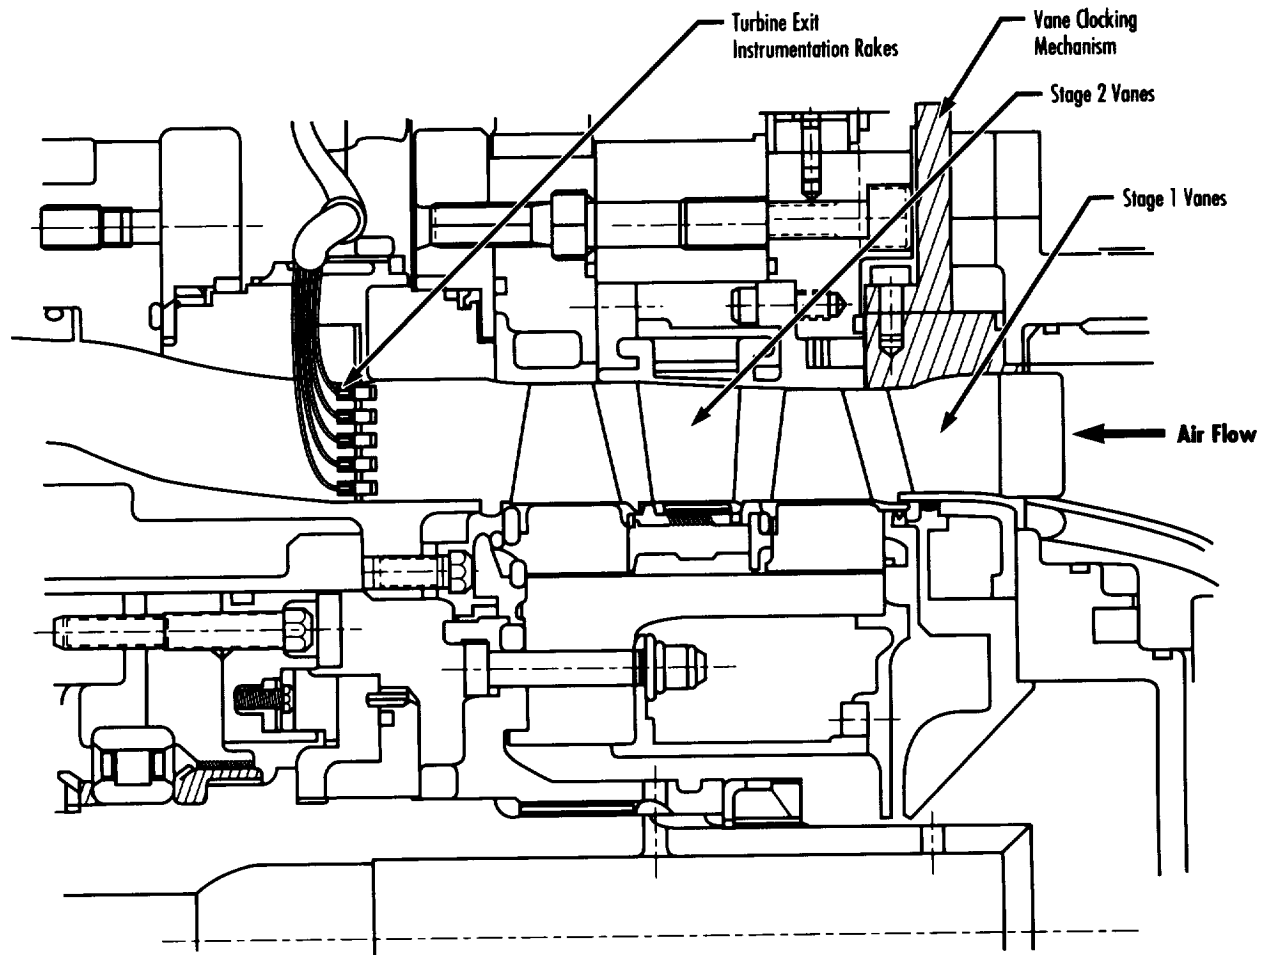 Turbine Exit
Instrumentation Rakes
Vane Clocking
Mechanism
Stage 2 Vanes
Stage 1 Vanes
Air Flow